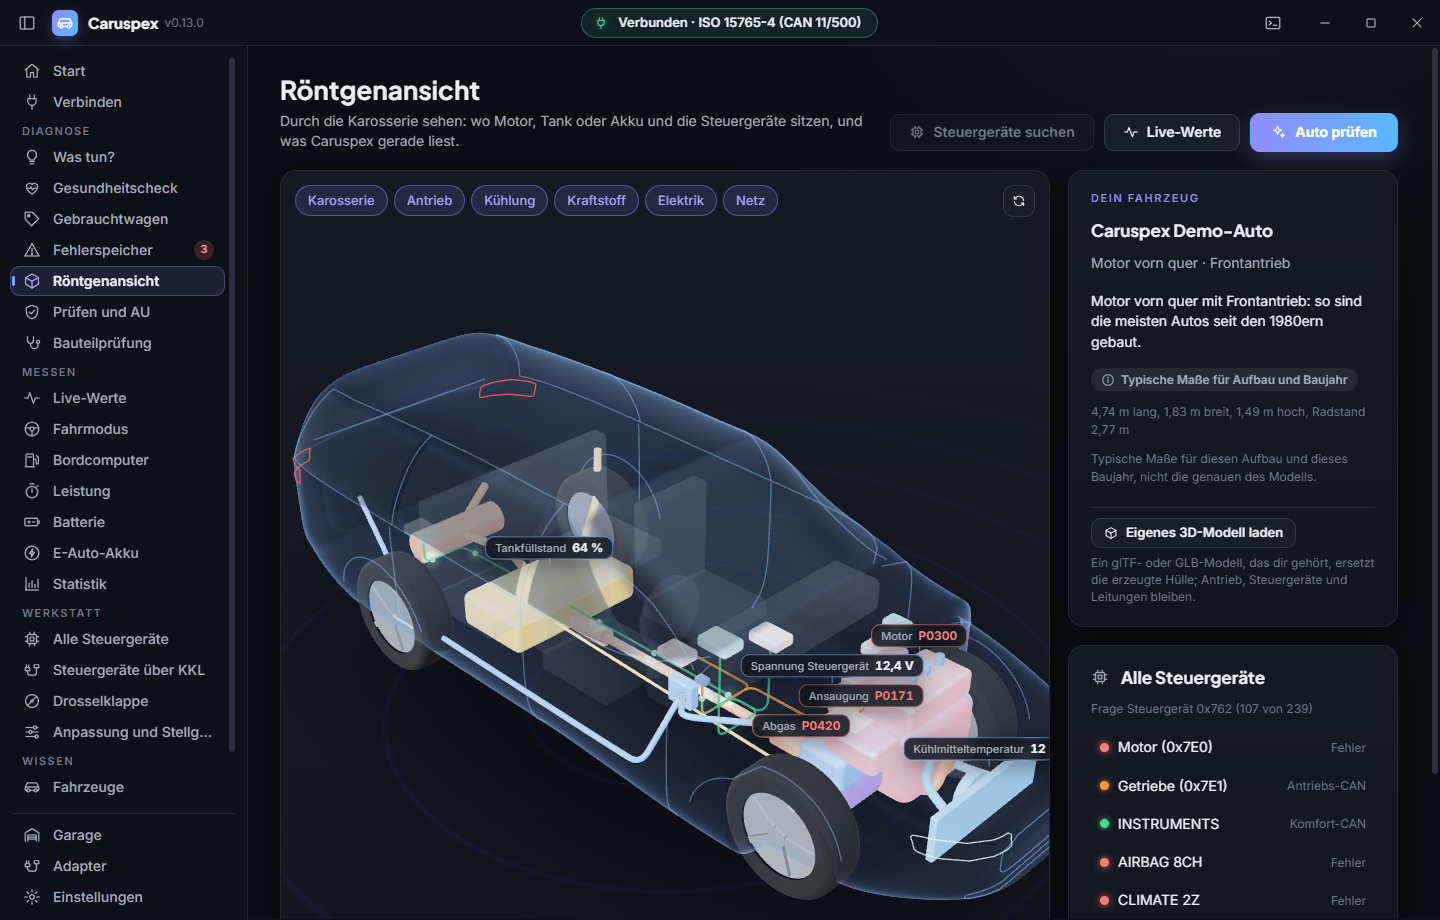 Caruspex v0.13.0
Verbunden · ISO 15765-4 (CAN 11/500)
Start
Verbinden
DIAGNOSE
Was tun?
Gesundheitscheck
Gebrauchtwagen
Fehlerspeicher 3
Röntgenansicht
Prüfen und AU
Bauteilprüfung
MESSEN
Live-Werte
Fahrmodus
Bordcomputer
Leistung
Batterie
E-Auto-Akku
Statistik
WERKSTATT
Alle Steuergeräte
Steuergeräte über KKL
Drosselklappe
Anpassung und Stellg...
WISSEN
Fahrzeuge
Garage
Adapter
Einstellungen
Röntgenansicht
Durch die Karosserie sehen: wo Motor, Tank oder Akku und die Steuergeräte sitzen, und
was Caruspex gerade liest.
Steuergeräte suchen
Live-Werte
Auto prüfen
Karosserie
Antrieb
Kühlung
Kraftstoff
Elektrik
Netz
Tankfüllstand 64 %
Motor P0300
Spannung Steuergerät 12,4 V
Ansaugung P0171
Abgas P0420
Kühlmitteltemperatur 12
DEIN FAHRZEUG
Caruspex Demo-Auto
Motor vorn quer · Frontantrieb
Motor vorn quer mit Frontantrieb: so sind
die meisten Autos seit den 1980ern
gebaut.
Typische Maße für Aufbau und Baujahr
4,74 m lang, 1,83 m breit, 1,49 m hoch, Radstand
2,77 m
Typische Maße für diesen Aufbau und dieses
Baujahr, nicht die genauen des Modells.
Eigenes 3D-Modell laden
Ein glTF- oder GLB-Modell, das dir gehört, ersetzt
die erzeugte Hülle; Antrieb, Steuergeräte und
Leitungen bleiben.
Alle Steuergeräte
Frage Steuergerät 0x762 (107 von 239)
Motor (0x7E0) Fehler
Getriebe (0x7E1) Antriebs-CAN
INSTRUMENTS Komfort-CAN
AIRBAG 8CH Fehler
CLIMATE 2Z Fehler